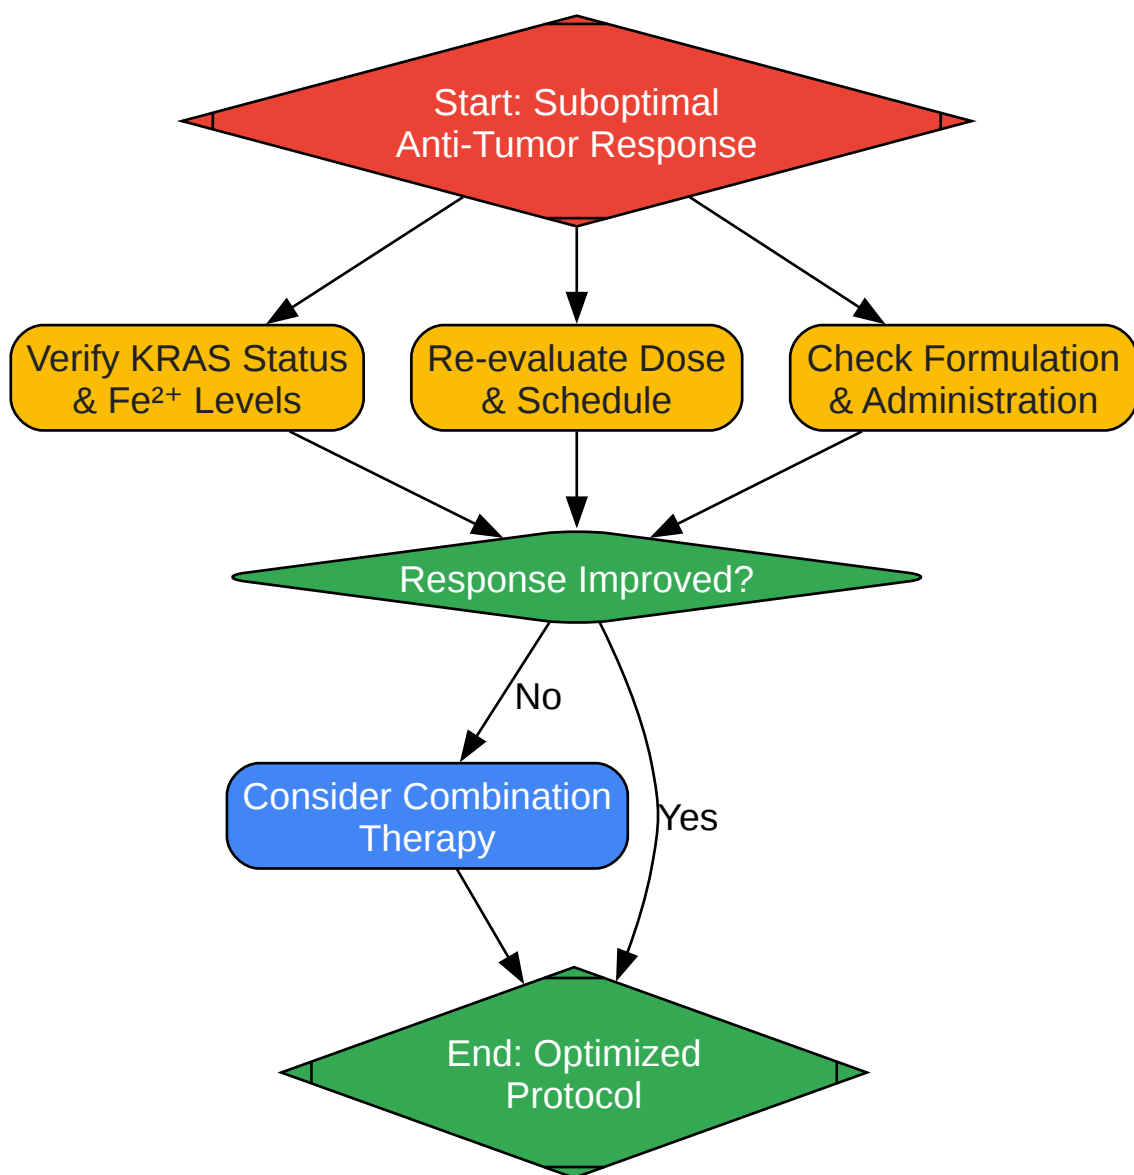 Start: Suboptimal
Anti-Tumor Response
Verify KRAS Status
& Fe²⁺ Levels
Re-evaluate Dose
& Schedule
Check Formulation
& Administration
Response Improved?
No
Consider Combination
Therapy
Yes
End: Optimized
Protocol